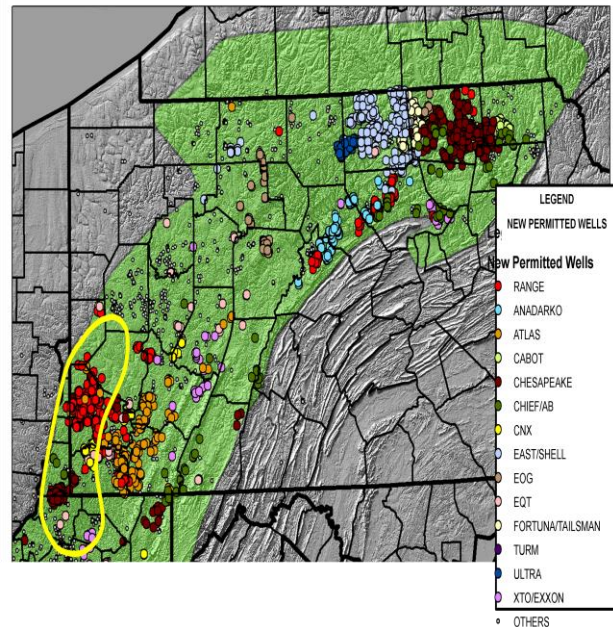 LEGEND
NEW PERMITTED WELLS
New Permitted Wells
RANGE
ANADARKO
ATLAS
CABOT
CHESAPEAKE
CHIEF/AB
CNX
EAST/SHELL
EOG
EQT
FORTUNA/TAILSMAN
TURM
ULTRA
XTO/EXXON
OTHERS